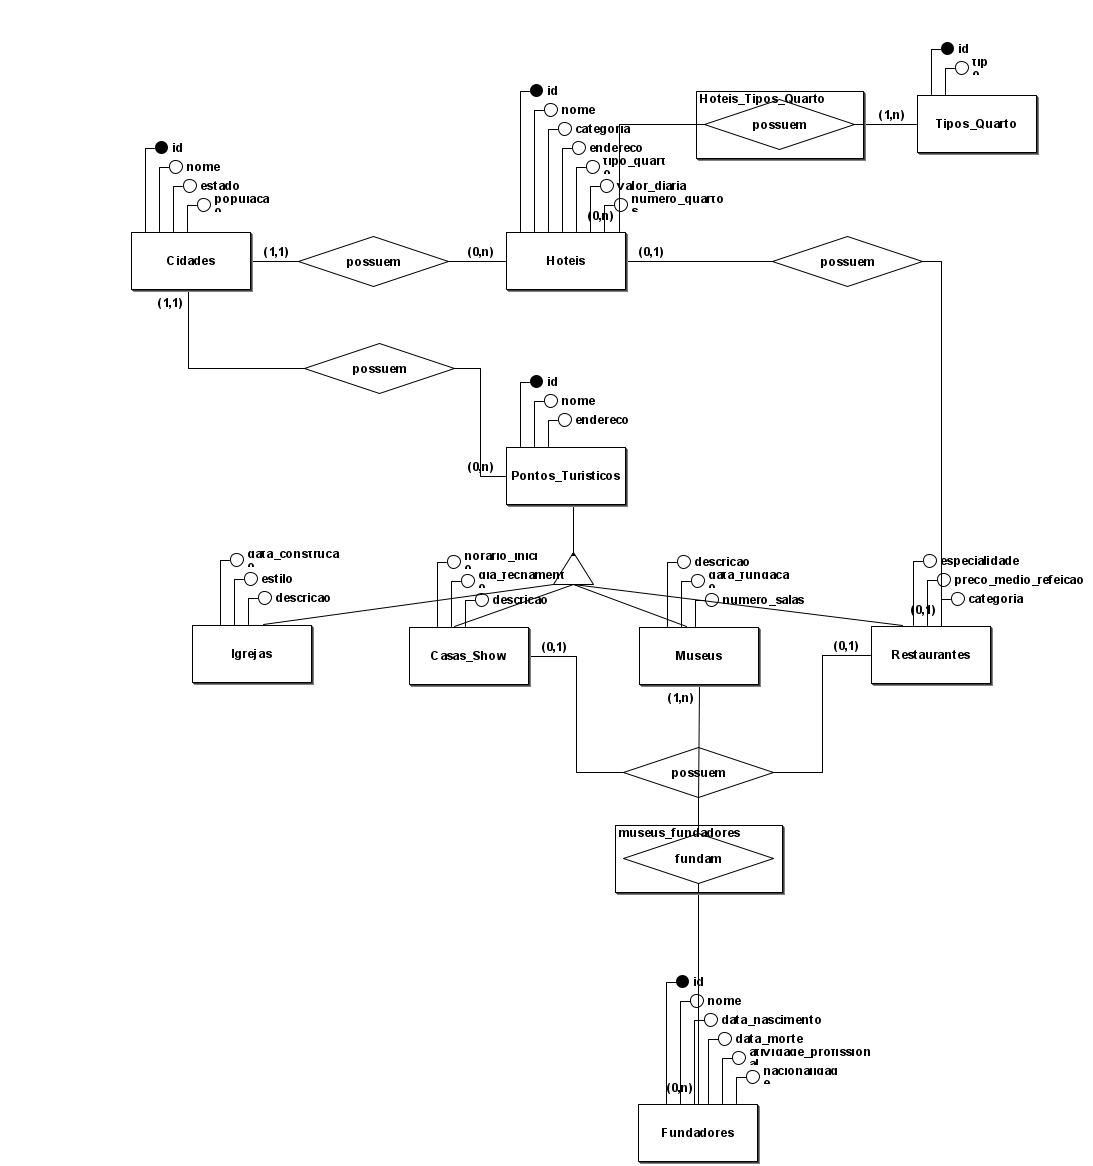 id
tip
o
Hoteis_Tipos_Quarto
possuem
(1,n)
Tipos_Quarto
id
nome
categoria
endereco
tipo_quart
o
valor_diaria
numero_quarto
s
(0,n)
id
nome
estado
populaca
o
Cidades
(1,1)
possuem
(0,n)
Hoteis
(0,1)
possuem
(1,1)
possuem
id
nome
endereco
(0,n)
Pontos_Turisticos
data_construca
o
estilo
descricao
Igrejas
horario_inici
o
dia_fechament
o
descricao
Casas_Show
(0,1)
descricao
data_fundaca
o
numero_salas
Museus
(1,n)
especialidade
preco_medio_refeicao
categoria
(0,1)
Restaurantes
(0,1)
possuem
museus_fundadores
fundam
id
nome
data_nascimento
data_morte
atividade_profission
al
nacionalidad
e
(0,n)
Fundadores